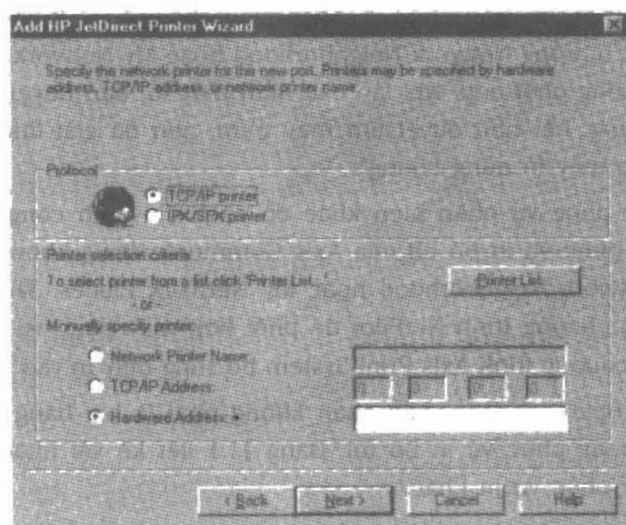 Add HP JetDirect Printer Wizard
Specify the network printer for this new port. Printers may be specified by hardware
address, TCP/IP address, or network printer name.
Protocol
TCP/IP printer
IPX/SPX printer
Printer selection criteria
To select printer from a list click 'Printer List...'
- or -
Manually specify printer:
Printer List
Network Printer Name:
TCP/IP Address:
Hardware Address:
< Back
Next >
Cancel
Help